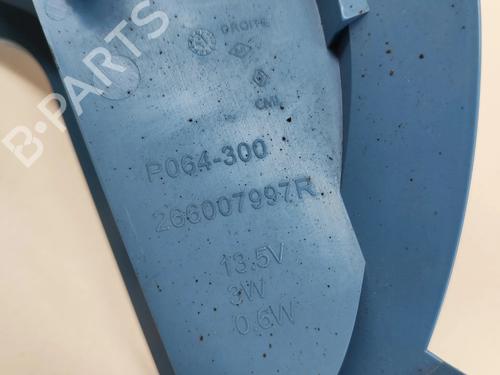 DROITE
CML
P064-300
266007997R
13.5V
3W
0.6W
B-PARTS